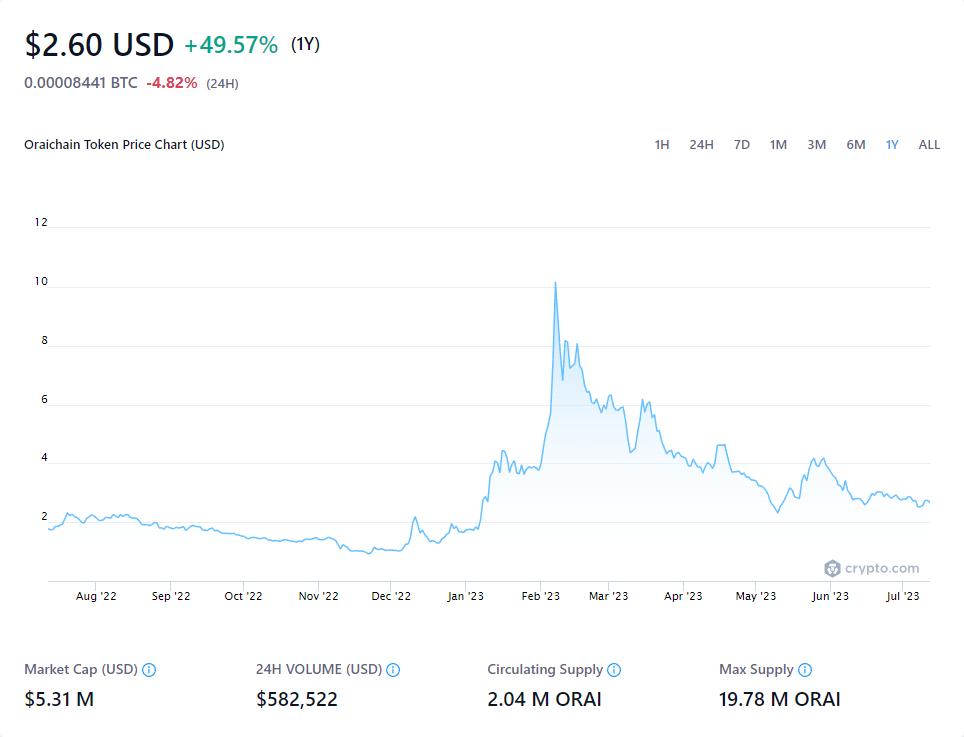 $2.60 USD +49.57% (1Y)
0.00008441 BTC -4.82% (24H)
Oraichain Token Price Chart (USD) 1H 24H 7D 1M 3M 6M 1Y ALL
12
10
8
6
4
2
crypto.com
Aug '22 Sep '22 Oct '22 Nov '22 Dec '22 Jan '23 Feb '23 Mar '23 Apr '23 May '23 Jun '23 Jul '23
Market Cap (USD) 24H VOLUME (USD) Circulating Supply Max Supply
$5.31 M $582,522 2.04 M ORAI 19.78 M ORAI